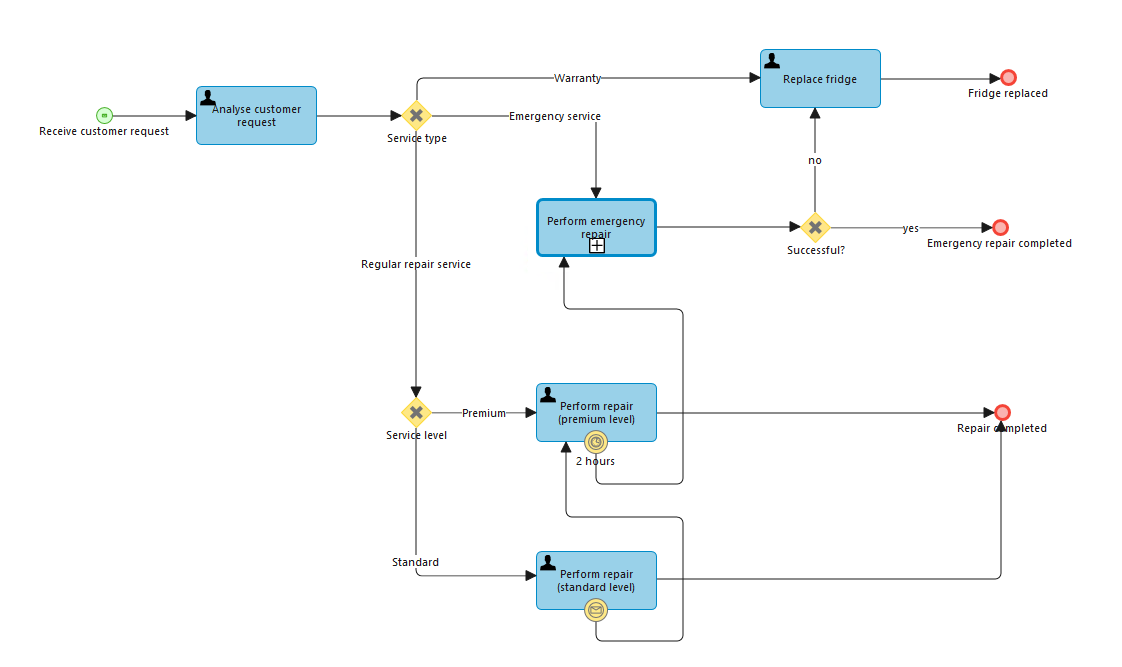 Warranty
Replace fridge
Fridge replaced
Analyse customer
request
Receive customer request
Service type
Emergency service
no
Perform emergency
repair
Successful?
yes
Emergency repair completed
Regular repair service
Premium
Service level
Perform repair
(premium level)
2 hours
Repair completed
Standard
Perform repair
(standard level)